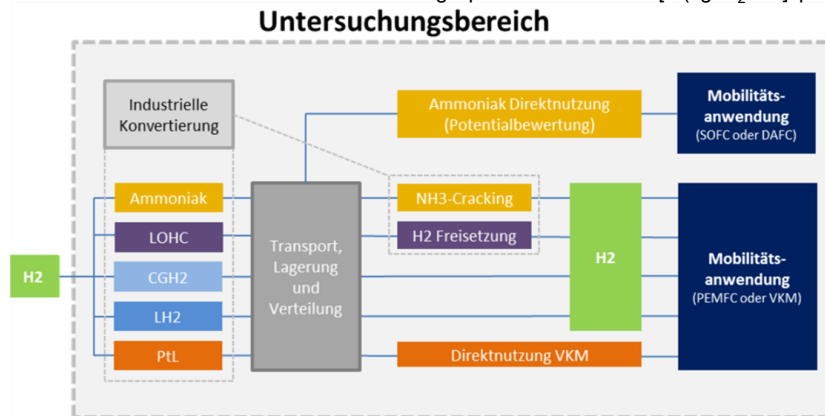 Untersuchungsbereich
Industrielle
Konvertierung
Ammoniak Direktnutzung
(Potentialbewertung)
Mobilitäts-
anwendung
(SOFC oder DAFC)
H2
Ammoniak
LOHC
CGH2
LH2
PtL
Transport,
Lagerung
und
Verteilung
NH3-Cracking
H2 Freisetzung
H2
Direktnutzung VKM
Mobilitäts-
anwendung
(PEMFC oder VKM)